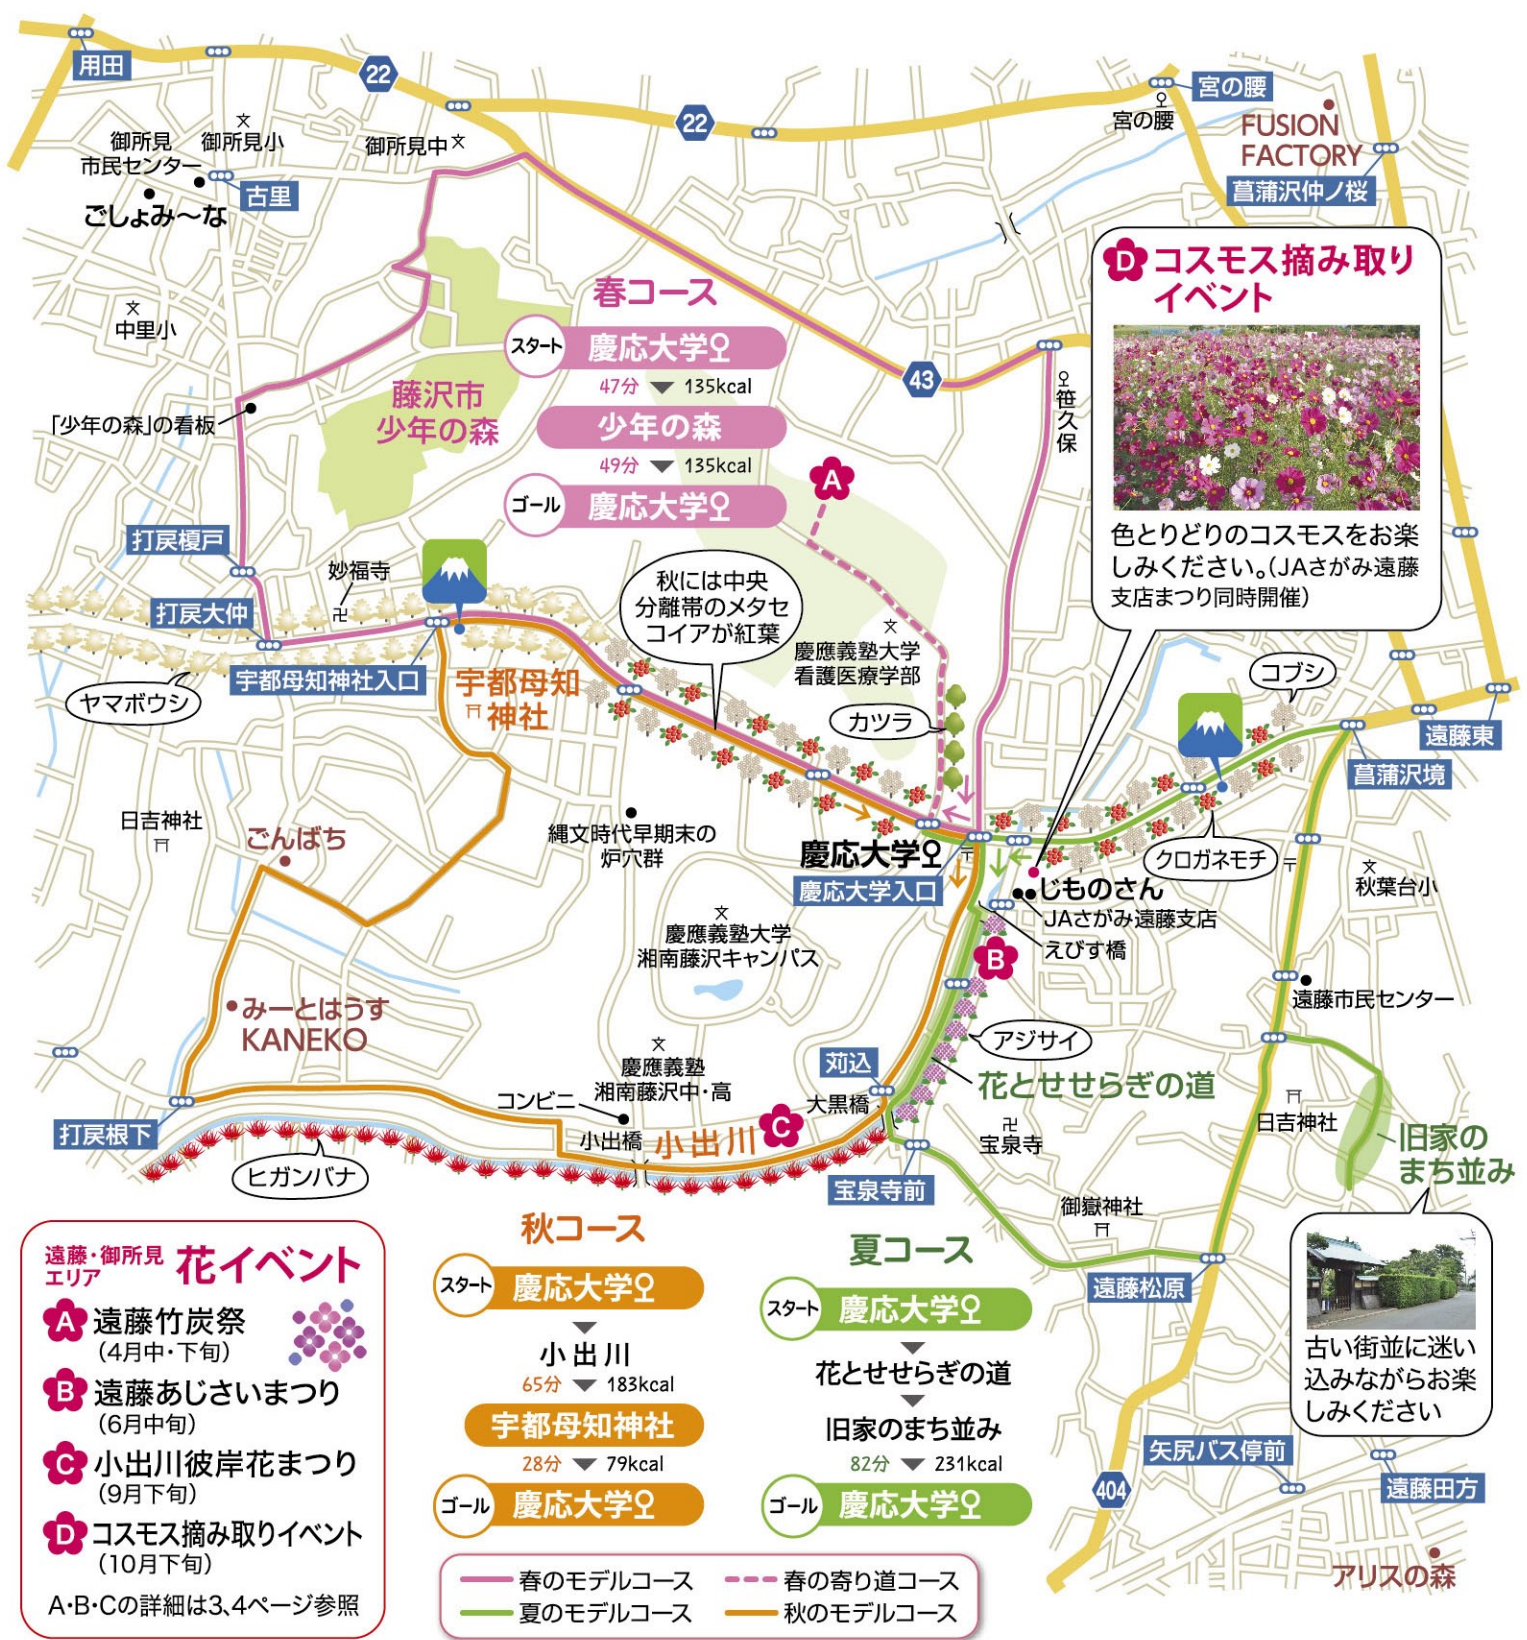 用田
22
22
宮の腰
宮の腰
FUSION
FACTORY
菖蒲沢仲ノ桜
御所見
市民センター
御所見小
御所見中
古里
ごしょみ〜な
中里小
D コスモス摘み取り
イベント
色とりどりのコスモスをお楽
しみください。(JAさがみ遠藤
支店まつり同時開催)
春コース
スタート 慶応大学
47分 135kcal
少年の森
49分 135kcal
ゴール 慶応大学
43
笹久保
藤沢市
少年の森
「少年の森」の看板
A
打戻榎戸
妙福寺
打戻大仲
宇都母知神社入口
ヤマボウシ
宇都母知
神社
秋には中央
分離帯のメタセ
コイアが紅葉
慶應義塾大学
看護医療学部
カツラ
コブシ
遠藤東
菖蒲沢境
クロガネモチ
秋葉台小
日吉神社
ごんばち
縄文時代早期末の
炉穴群
慶応大学
慶応大学入口
じものさん
JAさがみ遠藤支店
えびす橋
慶應義塾大学
湘南藤沢キャンパス
B
遠藤市民センター
みーとはうす
KANEKO
アジサイ
花とせせらぎの道
慶應義塾
湘南藤沢中・高
苅込
大黒橋
コンビニ
小出橋
小出川
C
打戻根下
ヒガンバナ
宝泉寺
宝泉寺前
日吉神社
旧家の
まち並み
御嶽神社
遠藤松原
古い街並に迷い
込みながらお楽
しみください
遠藤・御所見
エリア
花イベント
A 遠藤竹炭祭
(4月中・下旬)
B 遠藤あじさいまつり
(6月中旬)
C 小出川彼岸花まつり
(9月下旬)
D コスモス摘み取りイベント
(10月下旬)
A・B・Cの詳細は3、4ページ参照
秋コース
スタート 慶応大学
小出川
65分 183kcal
宇都母知神社
28分 79kcal
ゴール 慶応大学
夏コース
スタート 慶応大学
花とせせらぎの道
旧家のまち並み
82分 231kcal
ゴール 慶応大学
矢尻バス停前
遠藤田方
404
アリスの森
春のモデルコース
春の寄り道コース
夏のモデルコース
秋のモデルコース